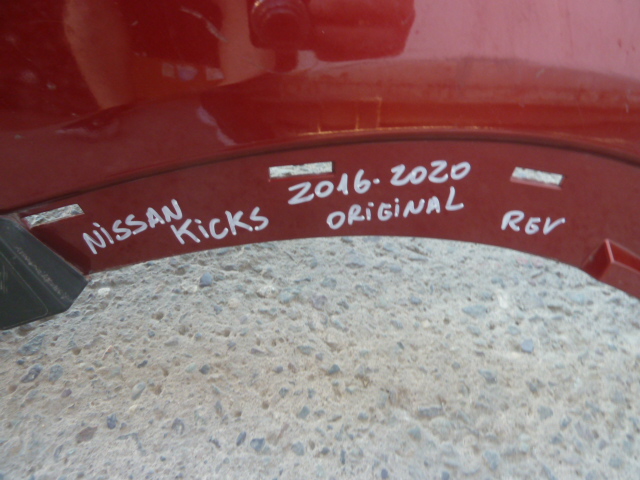 NiSSAN
KiCKS
2016-2020
ORiGiNAL
REV